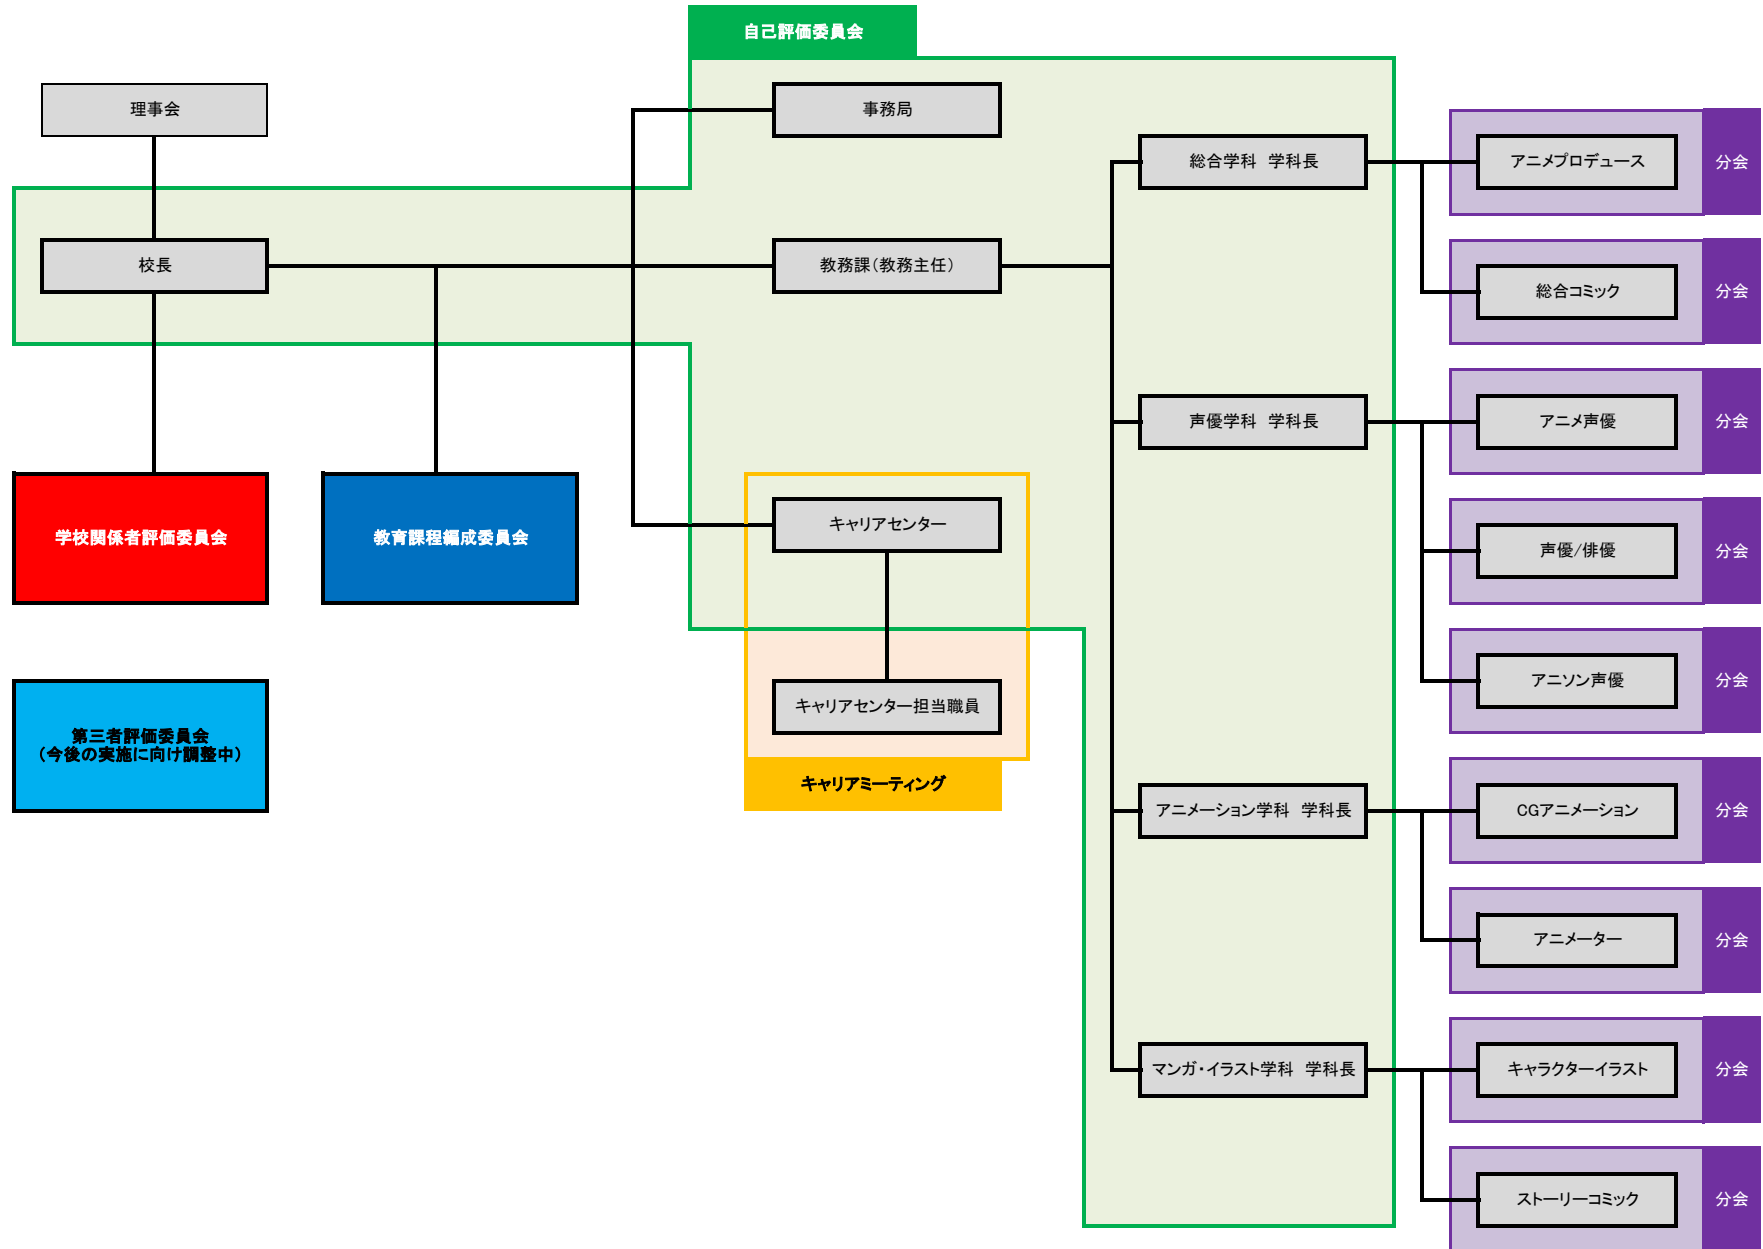 自己評価委員会
理事会
事務局
総合学科　学科長
アニメプロデュース
分会
校長
教務課（教務主任）
総合コミック
分会
声優学科　学科長
アニメ声優
分会
学校関係者評価委員会
教育課程編成委員会
キャリアセンター
声優/俳優
分会
アニソン声優
分会
第三者評価委員会
（今後の実施に向け調整中）
キャリアセンター担当職員
キャリアミーティング
アニメーション学科　学科長
CGアニメーション
分会
アニメーター
分会
マンガ・イラスト学科　学科長
キャラクターイラスト
分会
ストーリーコミック
分会